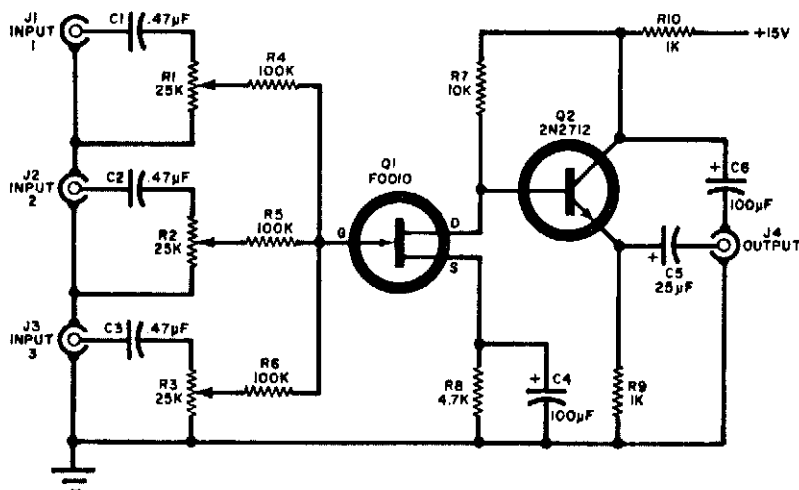 J1
INPUT
1
C1
.47µF
R1
25K
R4
100K
J2
INPUT
2
C2
.47µF
R2
25K
R5
100K
J3
INPUT
3
C3
.47µF
R3
25K
R6
100K
Q1
F0010
G
D
S
R7
10K
Q2
2N2712
R10
1K
+15V
+
C6
100µF
J4
OUTPUT
+
C5
25µF
R8
4.7K
+
C4
100µF
R9
1K